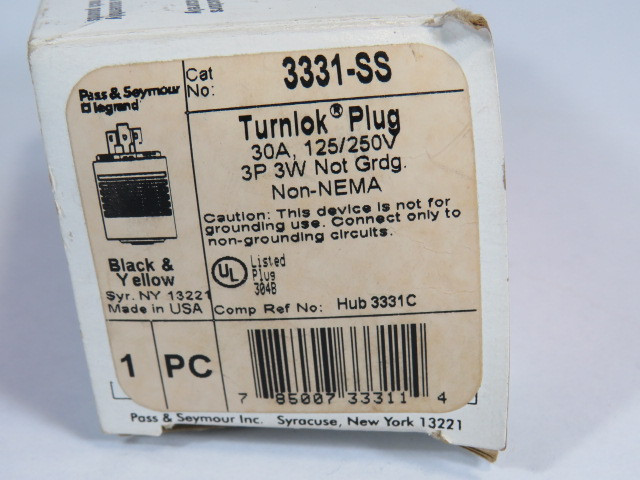 Pass & Seymour
legrand
Cat No: 3331-SS
Turnlok® Plug
30A, 125/250V
3P 3W Not Grdg.
Non-NEMA
Caution: This device is not for
grounding use. Connect only to
non-grounding circuits.
Black &
Yellow
Syr. NY 13221
Made in USA
UL
Listed
Plug
304B
Comp Ref No: Hub 3331C
1 PC
7 85007 33311 4
Pass & Seymour Inc. Syracuse, New York 13221